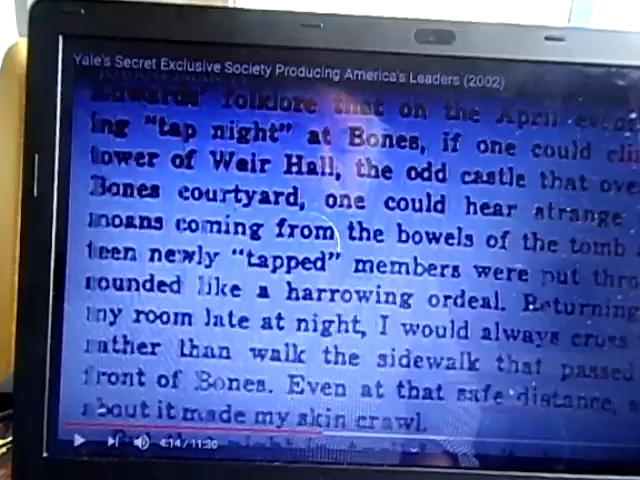 Yale's Secret Exclusive Society Producing America's Leaders (2002)
Edwards' folklore that on the April even-
ing "tap night" at Bones, if one could
tower of Weir Hall, the odd castle that
Bones courtyard, one could hear strange
moans coming from the bowels of the tomb
teen newly "tapped" members were put
sounded like a harrowing ordeal. Returning
my room late at night, I would always cross
rather than walk the sidewalk that passed
front of Bones. Even at that safe distance,
about it made my skin crawl.
4:14 / 11:30